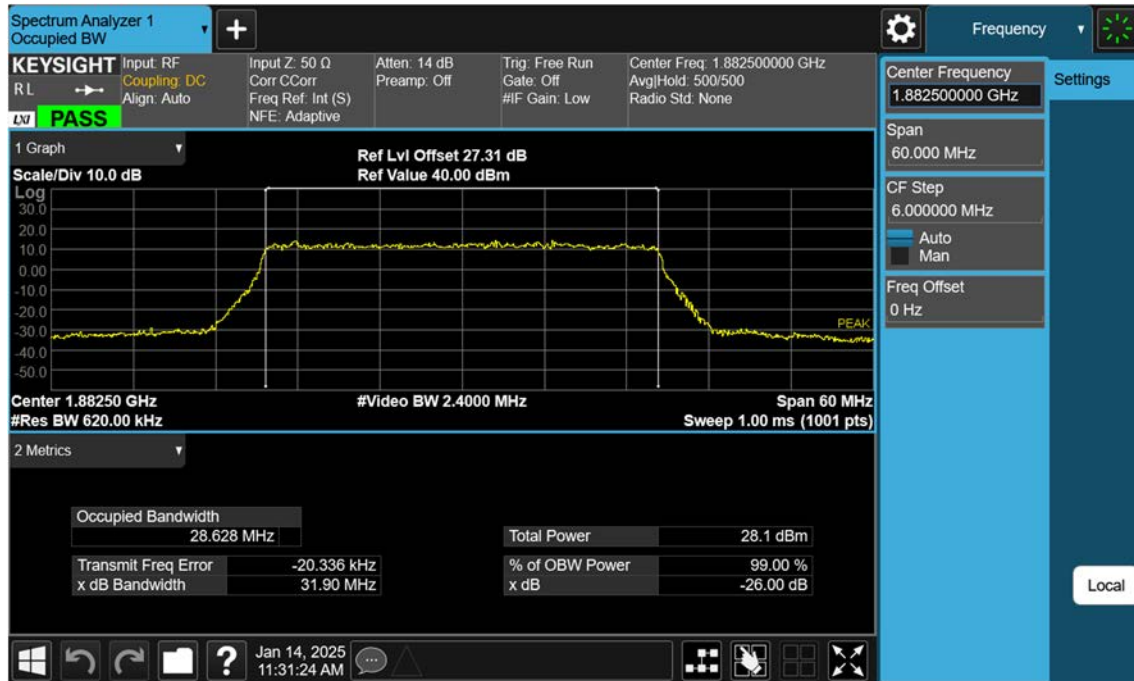 Spectrum Analyzer 1
Occupied BW
Frequency
KEYSIGHT
R L
LXI
PASS
Input: RF
Coupling: DC
Align: Auto
Input Z: 50 Ω
Corr CCorr
Freq Ref: Int (S)
NFE: Adaptive
Atten: 14 dB
Preamp: Off
Trig: Free Run
Gate: Off
#IF Gain: Low
Center Freq: 1.882500000 GHz
Avg|Hold: 500/500
Radio Std: None
Center Frequency
1.882500000 GHz
Settings
Span
60.000 MHz
CF Step
6.000000 MHz
Auto
Man
Freq Offset
0 Hz
Local
1 Graph
Scale/Div 10.0 dB
Ref Lvl Offset 27.31 dB
Ref Value 40.00 dBm
Log
30.0
20.0
10.0
0.00
-10.0
-20.0
-30.0
-40.0
-50.0
PEAK
Center 1.88250 GHz
#Video BW 2.4000 MHz
Span 60 MHz
#Res BW 620.00 kHz
Sweep 1.00 ms (1001 pts)
2 Metrics
Occupied Bandwidth
28.628 MHz
Total Power 28.1 dBm
Transmit Freq Error -20.336 kHz
% of OBW Power 99.00 %
x dB Bandwidth 31.90 MHz
x dB -26.00 dB
?
Jan 14, 2025
11:31:24 AM